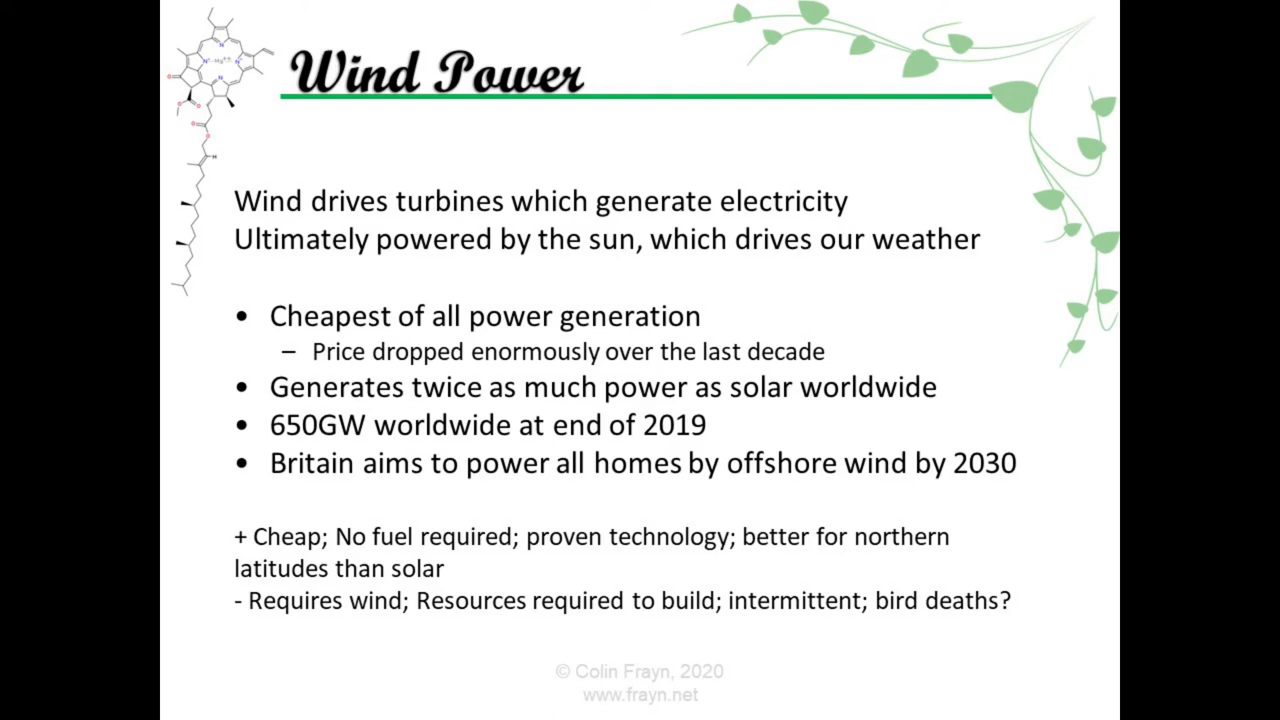 Wind Power
Wind drives turbines which generate electricity
Ultimately powered by the sun, which drives our weather
• Cheapest of all power generation
– Price dropped enormously over the last decade
• Generates twice as much power as solar worldwide
• 650GW worldwide at end of 2019
• Britain aims to power all homes by offshore wind by 2030
+ Cheap; No fuel required; proven technology; better for northern
latitudes than solar
- Requires wind; Resources required to build; intermittent; bird deaths?
© Colin Frayn, 2020
www.frayn.net